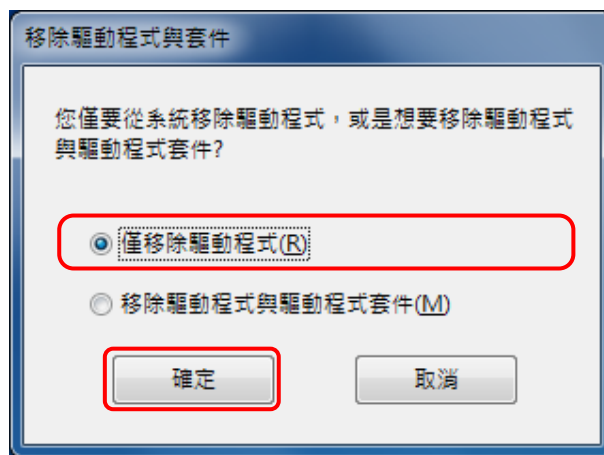 移除驅動程式與套件
您僅要從系統移除驅動程式，或是想要移除驅動程式
與驅動程式套件?
僅移除驅動程式(R)
移除驅動程式與驅動程式套件(M)
確定
取消